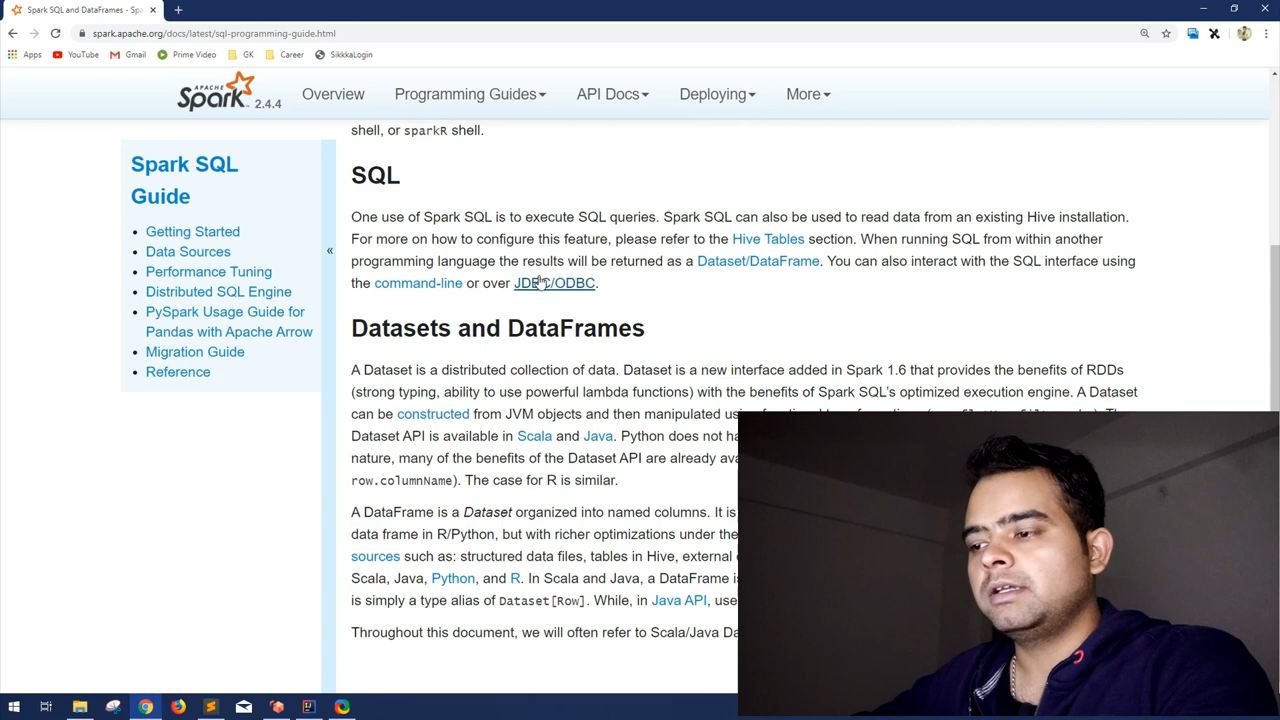 Spark SQL and DataFrames - Spa
spark.apache.org/docs/latest/sql-programming-guide.html
Apps YouTube Gmail Prime Video GK Career SikkkaLogin
APACHE Spark 2.4.4 Overview Programming Guides API Docs Deploying More
Spark SQL
Guide
Getting Started
Data Sources
Performance Tuning
Distributed SQL Engine
PySpark Usage Guide for
Pandas with Apache Arrow
Migration Guide
Reference
«
shell, or sparkR shell.
SQL
One use of Spark SQL is to execute SQL queries. Spark SQL can also be used to read data from an existing Hive installation.
For more on how to configure this feature, please refer to the Hive Tables section. When running SQL from within another
programming language the results will be returned as a Dataset/DataFrame. You can also interact with the SQL interface using
the command-line or over JDBC/ODBC.
Datasets and DataFrames
A Dataset is a distributed collection of data. Dataset is a new interface added in Spark 1.6 that provides the benefits of RDDs
(strong typing, ability to use powerful lambda functions) with the benefits of Spark SQL's optimized execution engine. A Dataset
can be constructed from JVM objects and then manipulated
Dataset API is available in Scala and Java. Python does not
nature, many of the benefits of the Dataset API are already
row.columnName). The case for R is similar.
A DataFrame is a Dataset organized into named columns. It is
data frame in R/Python, but with richer optimizations under the
sources such as: structured data files, tables in Hive, external
Scala, Java, Python, and R. In Scala and Java, a DataFrame
is simply a type alias of Dataset[Row]. While, in Java API, use
Throughout this document, we will often refer to Scala/Java